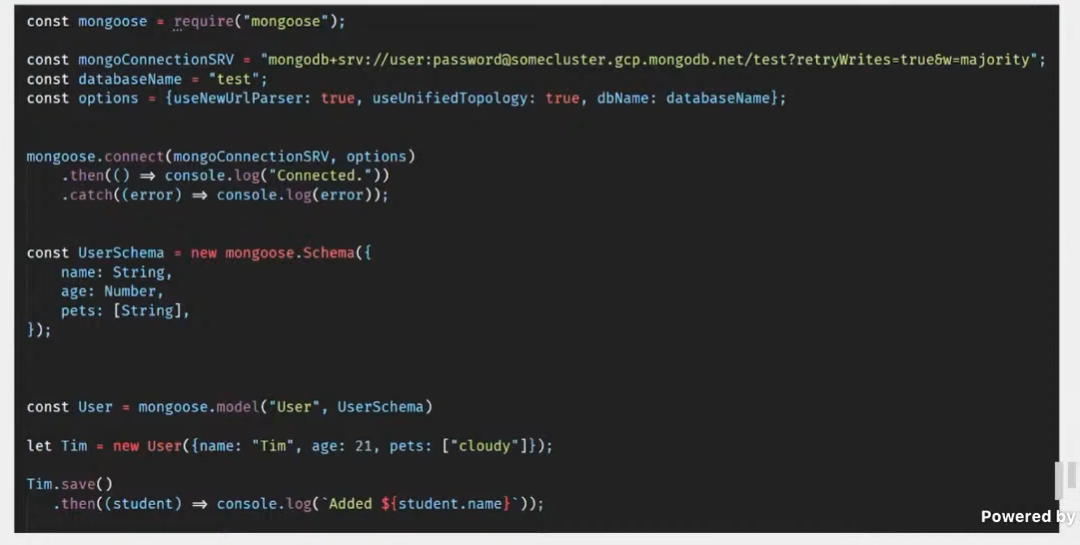 const mongoose = require("mongoose");
const mongoConnectionSRV = "mongodb+srv://user:password@somecluster.gcp.mongodb.net/test?retryWrites=true&w=majority";
const databaseName = "test";
const options = {useNewUrlParser: true, useUnifiedTopology: true, dbName: databaseName};
mongoose.connect(mongoConnectionSRV, options)
.then(() => console.log("Connected."))
.catch((error) => console.log(error));
const UserSchema = new mongoose.Schema({
name: String,
age: Number,
pets: [String],
});
const User = mongoose.model("User", UserSchema)
let Tim = new User({name: "Tim", age: 21, pets: ["cloudy"]});
Tim.save()
.then((student) => console.log(`Added ${student.name}`));
Powered by